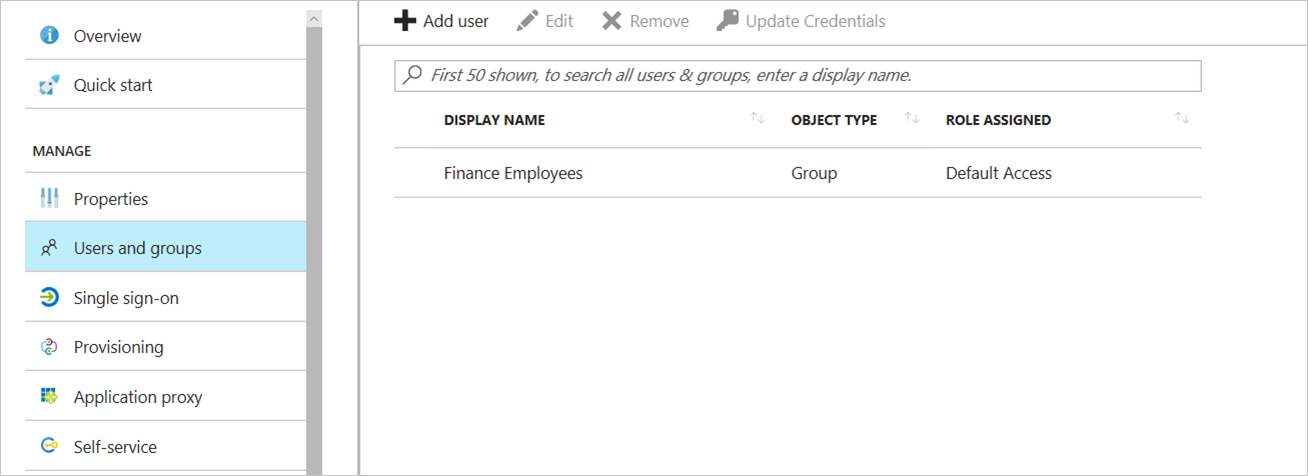 Overview
Quick start
MANAGE
Properties
Users and groups
Single sign-on
Provisioning
Application proxy
Self-service
Add user Edit Remove Update Credentials
First 50 shown, to search all users & groups, enter a display name.
DISPLAY NAME OBJECT TYPE ROLE ASSIGNED
Finance Employees Group Default Access